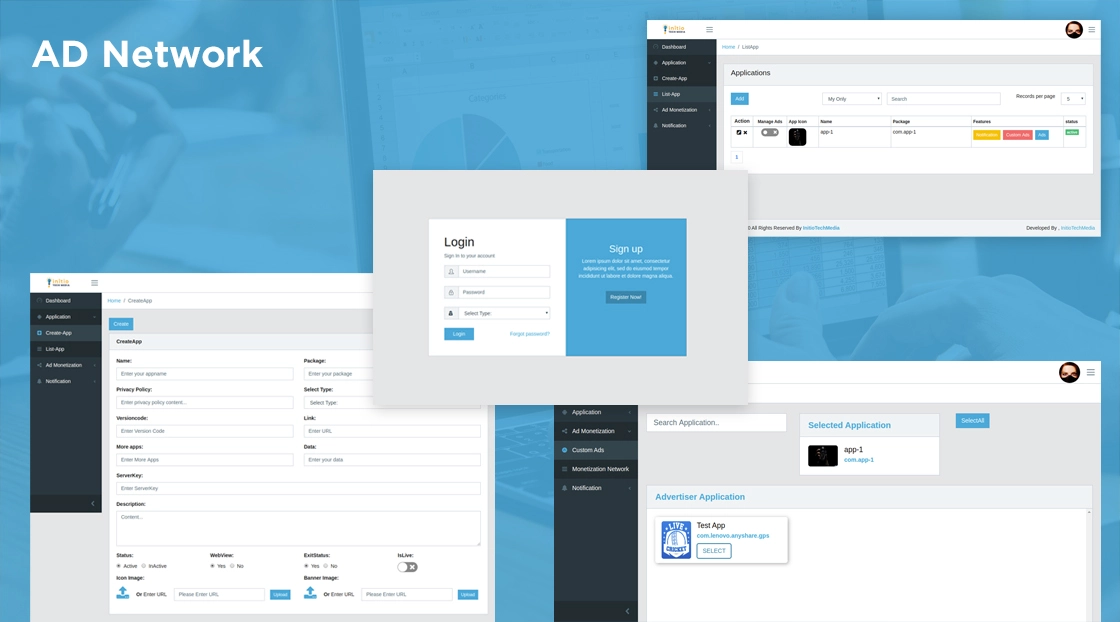 AD Network
Categories
Initio
TECH MEDIA
Dashboard
Application
Create-App
List-App
Ad Monetization
Notification
Home / ListApp
Applications
Add
My Only
Search
Records per page
5
Action
Manage Ads
App Icon
Name
Package
Features
status
app-1
com.app-1
Notification
Custom Ads
Ads
active
1
All Rights Reserved By InitioTechMedia
Developed By , InitioTechMedia
Login
Sign in to your account
Username
Password
Select Type:
Login
Forgot password?
Sign up
Lorem ipsum dolor sit amet, consectetur
adipisicing elit, sed do eiusmod tempor
incididunt ut labore et dolore magna aliqua.
Register Now!
Initio
TECH MEDIA
Dashboard
Application
Create-App
List-App
Ad Monetization
Notification
Home / CreateApp
Create
CreateApp
Name:
Enter your appname
Package:
Enter your package
Privacy Policy:
Enter privacy policy content...
Select Type:
Select Type:
Versioncode:
Enter Version Code
Link:
Enter URL
More apps:
Enter More Apps
Data:
Enter your data
ServerKey:
Enter ServerKey
Description:
Content...
Status:
Active
InActive
WebView:
Yes
No
ExitStatus:
Yes
No
IsLive:
Icon Image:
Or Enter URL
Please Enter URL
Upload
Banner Image:
Or Enter URL
Please Enter URL
Upload
Application
Ad Monetization
Custom Ads
Monetization Network
Notification
Search Application..
Selected Application
app-1
com.app-1
SelectAll
Advertiser Application
LIVE
CRICKET
Test App
com.lenovo.anyshare.gps
SELECT